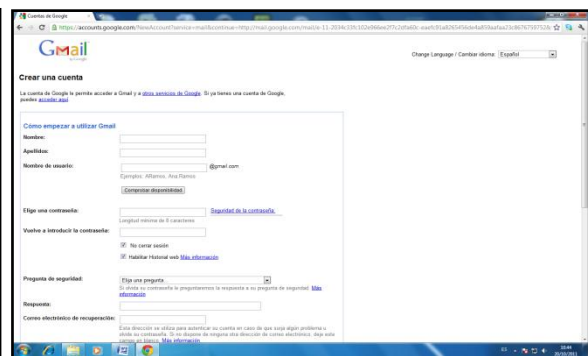 Cuentas de Google
https://accounts.google.com/NewAccount?service=mail&continue=http://mail.google.com/mail/
Gmail
Change Language / Cambiar idioma: Español
Crear una cuenta
La cuenta de Google le permite acceder a Gmail y a otros servicios de Google. Si ya tienes una cuenta de Google,
puedes acceder aquí
Cómo empezar a utilizar Gmail
Nombre:
Apellidos:
Nombre de usuario: @gmail.com
Ejemplos: ARamos, Ana.Ramos
Comprobar disponibilidad
Elige una contraseña: Seguridad de la contraseña:
Longitud mínima de 8 caracteres
Vuelve a introducir la contraseña:
No cerrar sesión
Habilitar Historial web Más información
Pregunta de seguridad: Elija una pregunta
Si olvida su contraseña le preguntaremos la respuesta a su pregunta de seguridad. Más
información
Respuesta:
Correo electrónico de recuperación:
Esta dirección se utiliza para autenticar su cuenta en caso de que surja algún problema u
olvide su contraseña. Si no dispone de ninguna otra dirección de correo electrónico, deje este
campo en blanco. Más información
ES